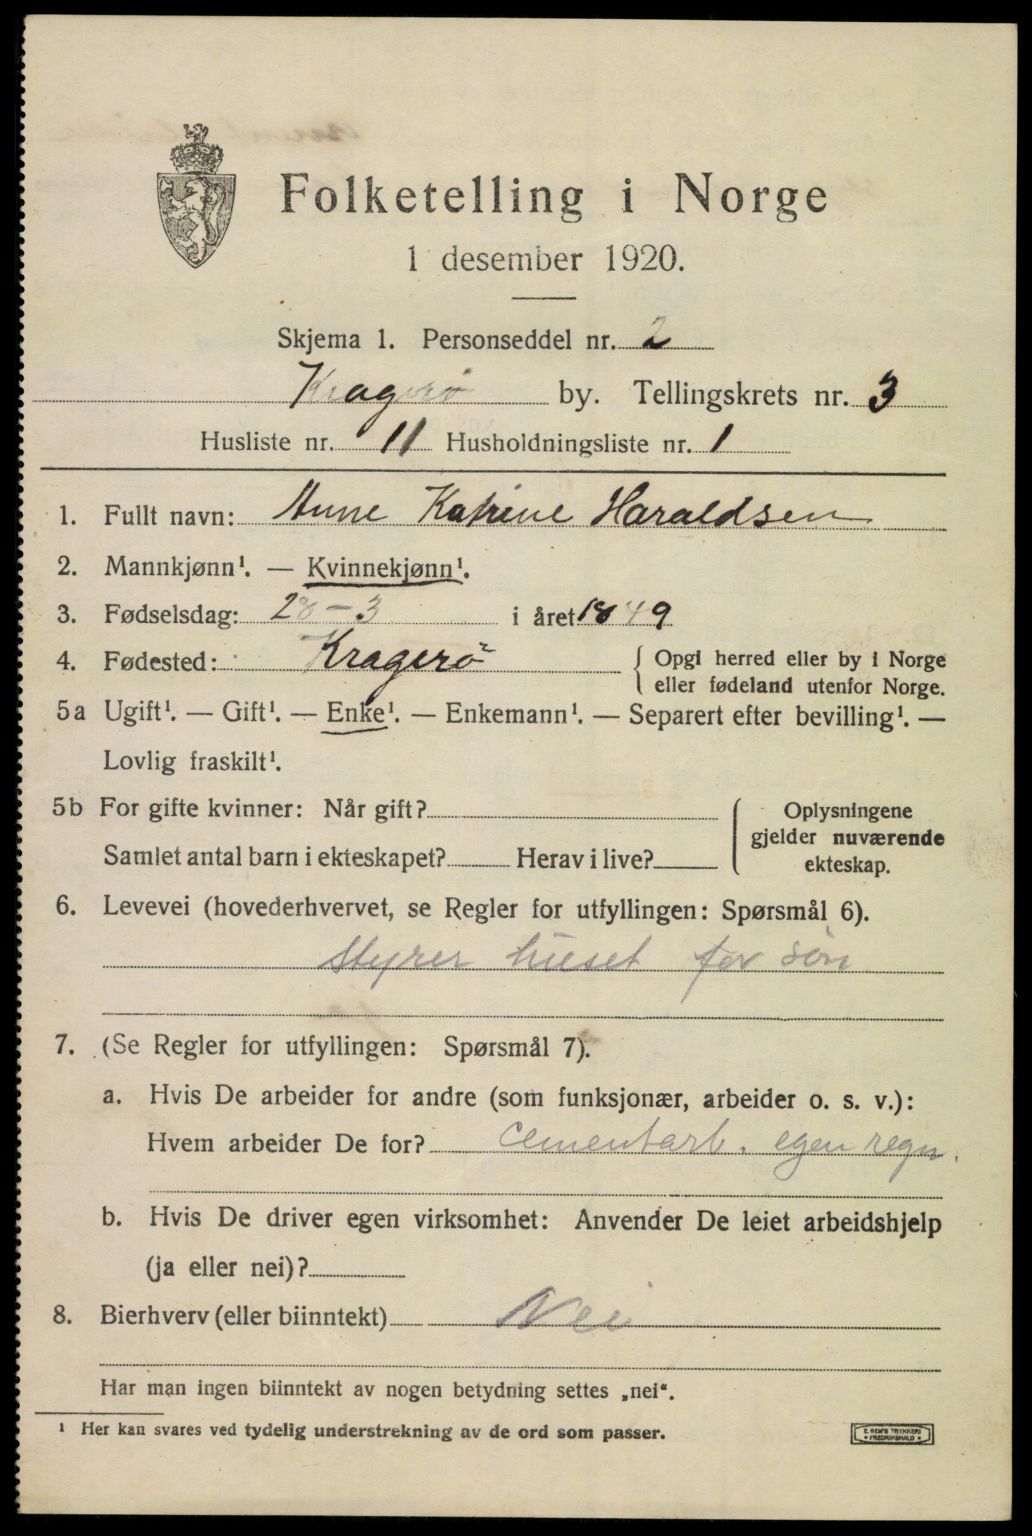 Folketelling i Norge
1 desember 1920.
Skjema 1. Personseddel nr. 2
Kragerø by. Tellingskrets nr. 3
Husliste nr. 11 Husholdningsliste nr. 1
1. Fullt navn: Anne Katrine Haraldsen
2. Mannkjønn¹. — Kvinnekjønn¹.
3. Fødselsdag: 28-3 i året 1849
4. Fødested: Kragerø { Opgi herred eller by i Norge
eller fødeland utenfor Norge.
5a Ugift¹. — Gift¹. — Enke¹. — Enkemann¹. — Separert efter bevilling¹. —
Lovlig fraskilt¹.
5b For gifte kvinner: Når gift? Oplysningene
gjelder nuværende
Samlet antal barn i ekteskapet? Herav i live? ekteskap.
6. Levevei (hovederhvervet, se Regler for utfyllingen: Spørsmål 6).
Styrer huset for søn
7. (Se Regler for utfyllingen: Spørsmål 7).
a. Hvis De arbeider for andre (som funksjonær, arbeider o. s. v.):
Hvem arbeider De for? cementarb. egen regn.
b. Hvis De driver egen virksomhet: Anvender De leiet arbeidshjelp
(ja eller nei)?
8. Bierhverv (eller biinntekt) Nei
Har man ingen biinntekt av nogen betydning settes „nei“.
¹ Her kan svares ved tydelig understrekning av de ord som passer.
E. SEM'S TRYKKERI
FREDRIKSHALD